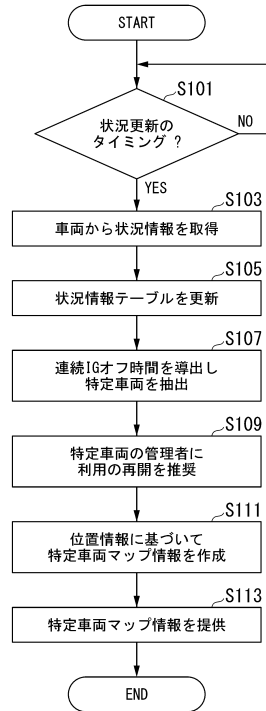 START
S101
状況更新の
タイミング ?
NO
YES
S103
車両から状況情報を取得
S105
状況情報テーブルを更新
S107
連続IGオフ時間を導出し
特定車両を抽出
S109
特定車両の管理者に
利用の再開を推奨
S111
位置情報に基づいて
特定車両マップ情報を作成
S113
特定車両マップ情報を提供
END